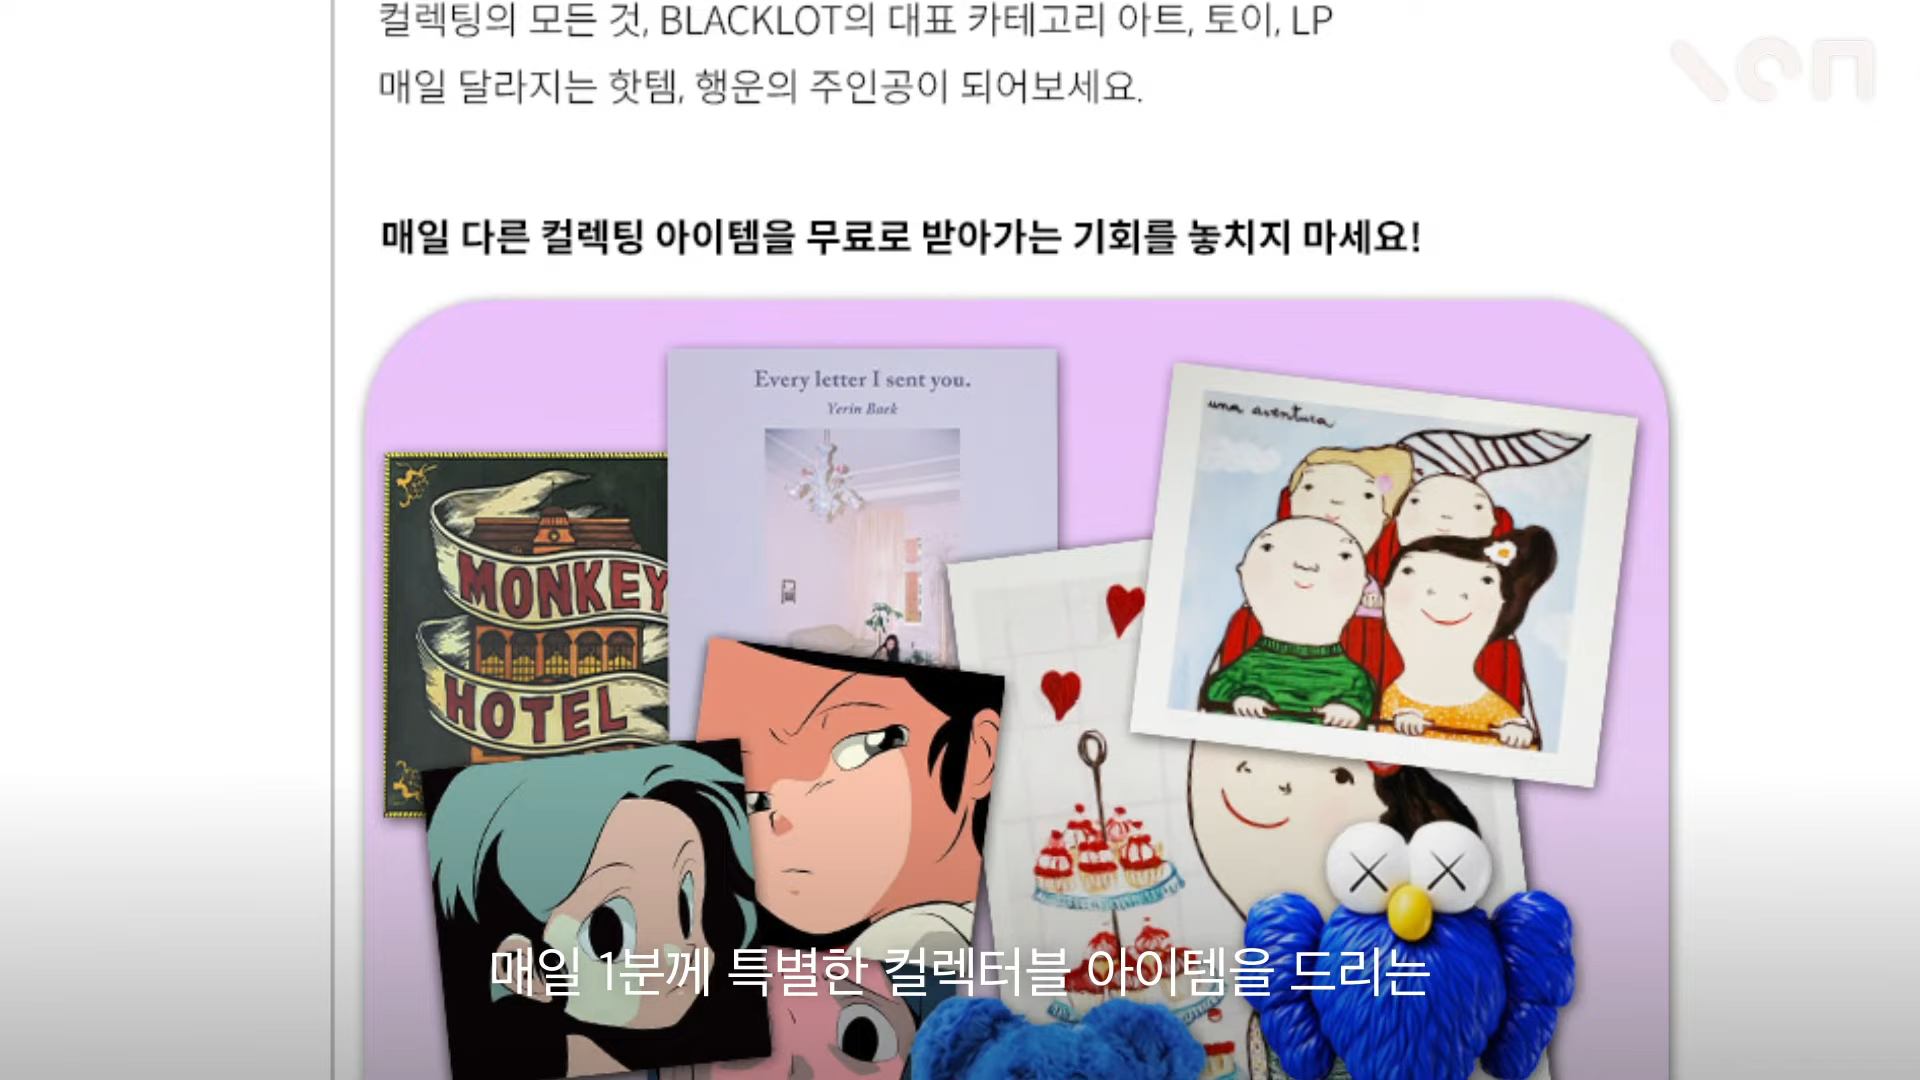 컬렉팅의 모든 것, BLACKLOT의 대표 카테고리 아트, 토이, LP
매일 달라지는 핫템, 행운의 주인공이 되어보세요.
매일 다른 컬렉팅 아이템을 무료로 받아가는 기회를 놓치지 마세요!
Every letter I sent you.
Yerin Baek
una aventura
MONKEY
HOTEL
매일 1분께 특별한 컬렉터블 아이템을 드리는